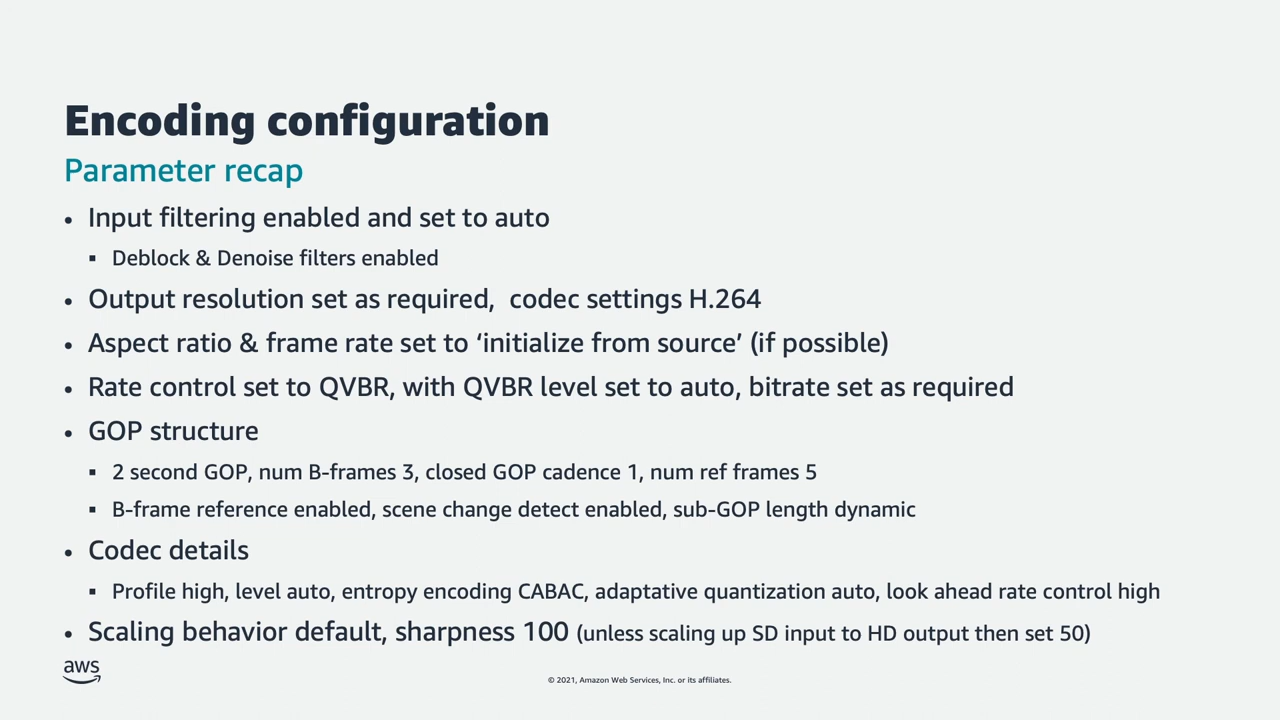 Encoding configuration
Parameter recap
• Input filtering enabled and set to auto
▪ Deblock & Denoise filters enabled
• Output resolution set as required, codec settings H.264
• Aspect ratio & frame rate set to ‘initialize from source’ (if possible)
• Rate control set to QVBR, with QVBR level set to auto, bitrate set as required
• GOP structure
▪ 2 second GOP, num B-frames 3, closed GOP cadence 1, num ref frames 5
▪ B-frame reference enabled, scene change detect enabled, sub-GOP length dynamic
• Codec details
▪ Profile high, level auto, entropy encoding CABAC, adaptative quantization auto, look ahead rate control high
• Scaling behavior default, sharpness 100 (unless scaling up SD input to HD output then set 50)
aws
© 2021, Amazon Web Services, Inc. or its affiliates.